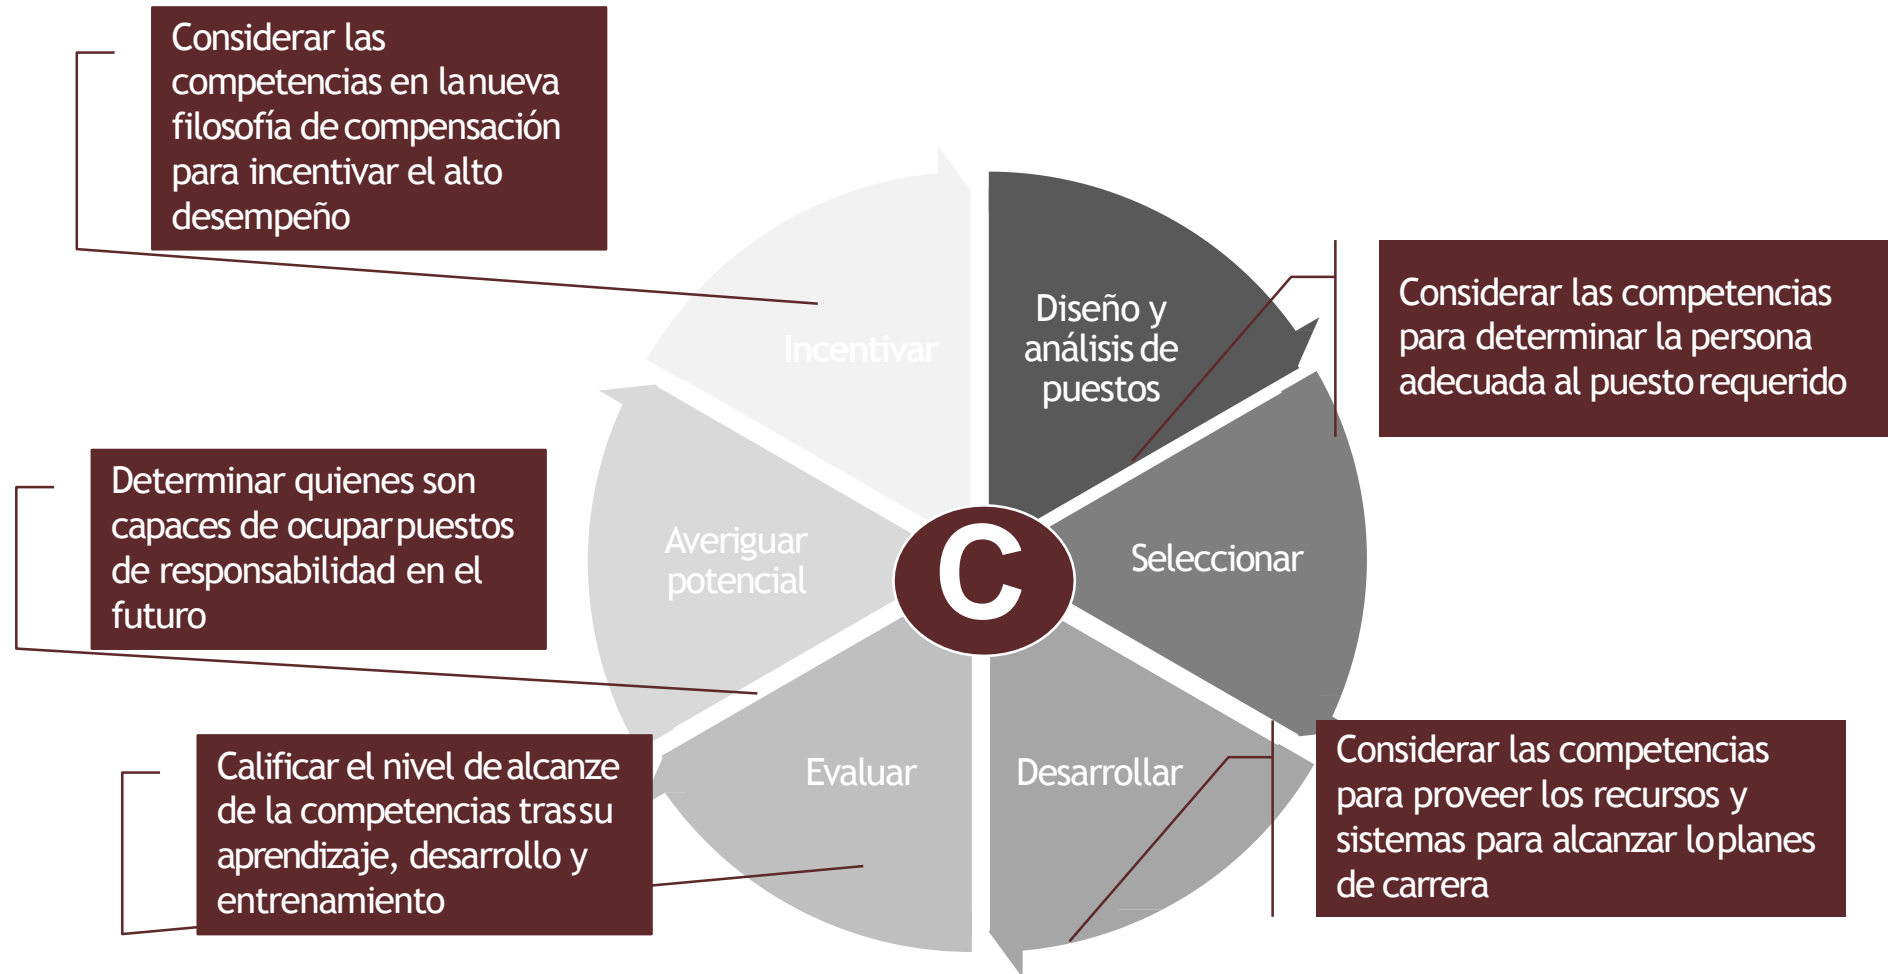 Considerar las
competencias en la nueva
filosofía de compensación
para incentivar el alto
desempeño
Incentivar
Diseño y
análisis de
puestos
Considerar las competencias
para determinar la persona
adecuada al puesto requerido
Determinar quienes son
capaces de ocupar puestos
de responsabilidad en el
futuro
Averiguar
potencial
C
Seleccionar
Calificar el nivel de alcanze
de la competencias tras su
aprendizaje, desarrollo y
entrenamiento
Evaluar
Desarrollar
Considerar las competencias
para proveer los recursos y
sistemas para alcanzar lo planes
de carrera